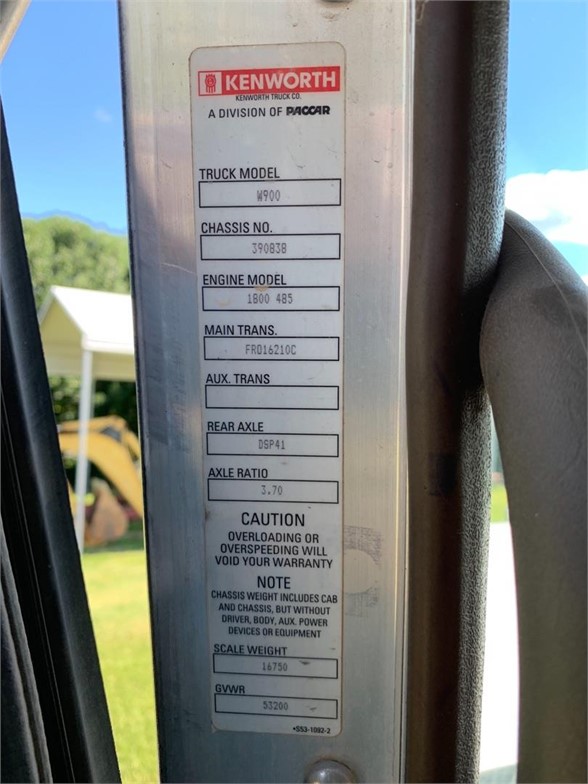 KENWORTH
KENWORTH TRUCK CO.
A DIVISION OF PACCAR
TRUCK MODEL
W900
CHASSIS NO.
390838
ENGINE MODEL
1800 485
MAIN TRANS.
FRO16210C
AUX. TRANS
REAR AXLE
DSP41
AXLE RATIO
3.70
CAUTION
OVERLOADING OR
OVERSPEEDING WILL
VOID YOUR WARRANTY
NOTE
CHASSIS WEIGHT INCLUDES CAB
AND CHASSIS, BUT WITHOUT
DRIVER, BODY, AUX. POWER
DEVICES OR EQUIPMENT
SCALE WEIGHT
16750
GVWR
53200
•S53-1082-2